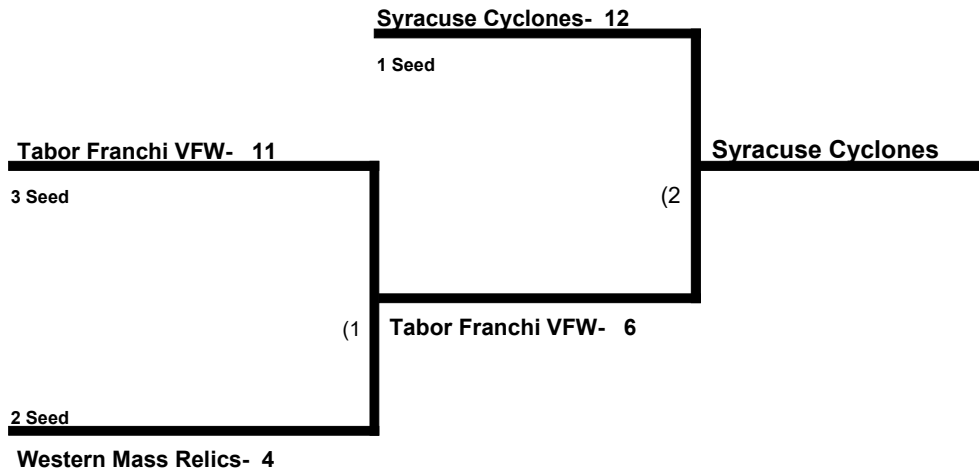 Syracuse Cyclones- 12
1 Seed
Tabor Franchi VFW- 11
Syracuse Cyclones
3 Seed
(2
(1
Tabor Franchi VFW- 6
2 Seed
Western Mass Relics- 4